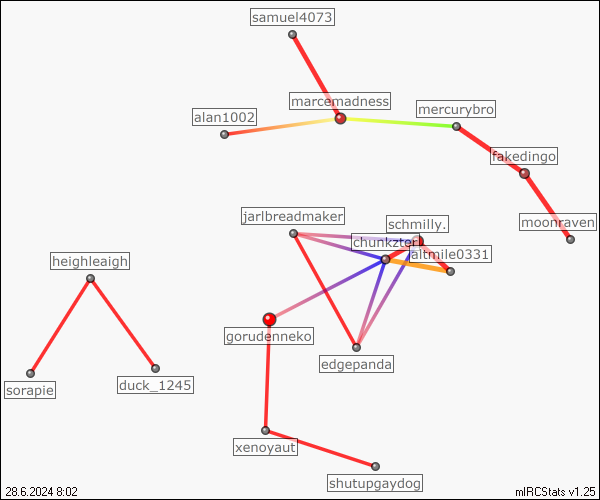 samuel4073
marcemadness
alan1002
mercurybro
fakedingo
moonraven
jarlbreadmaker
schmilly.
chunkzter
altmile0331
heighleaigh
gorudenneko
edgepanda
sorapie
duck_1245
xenoyaut
shutupgaydog
28.6.2024 8:02
mIRCStats v1.25